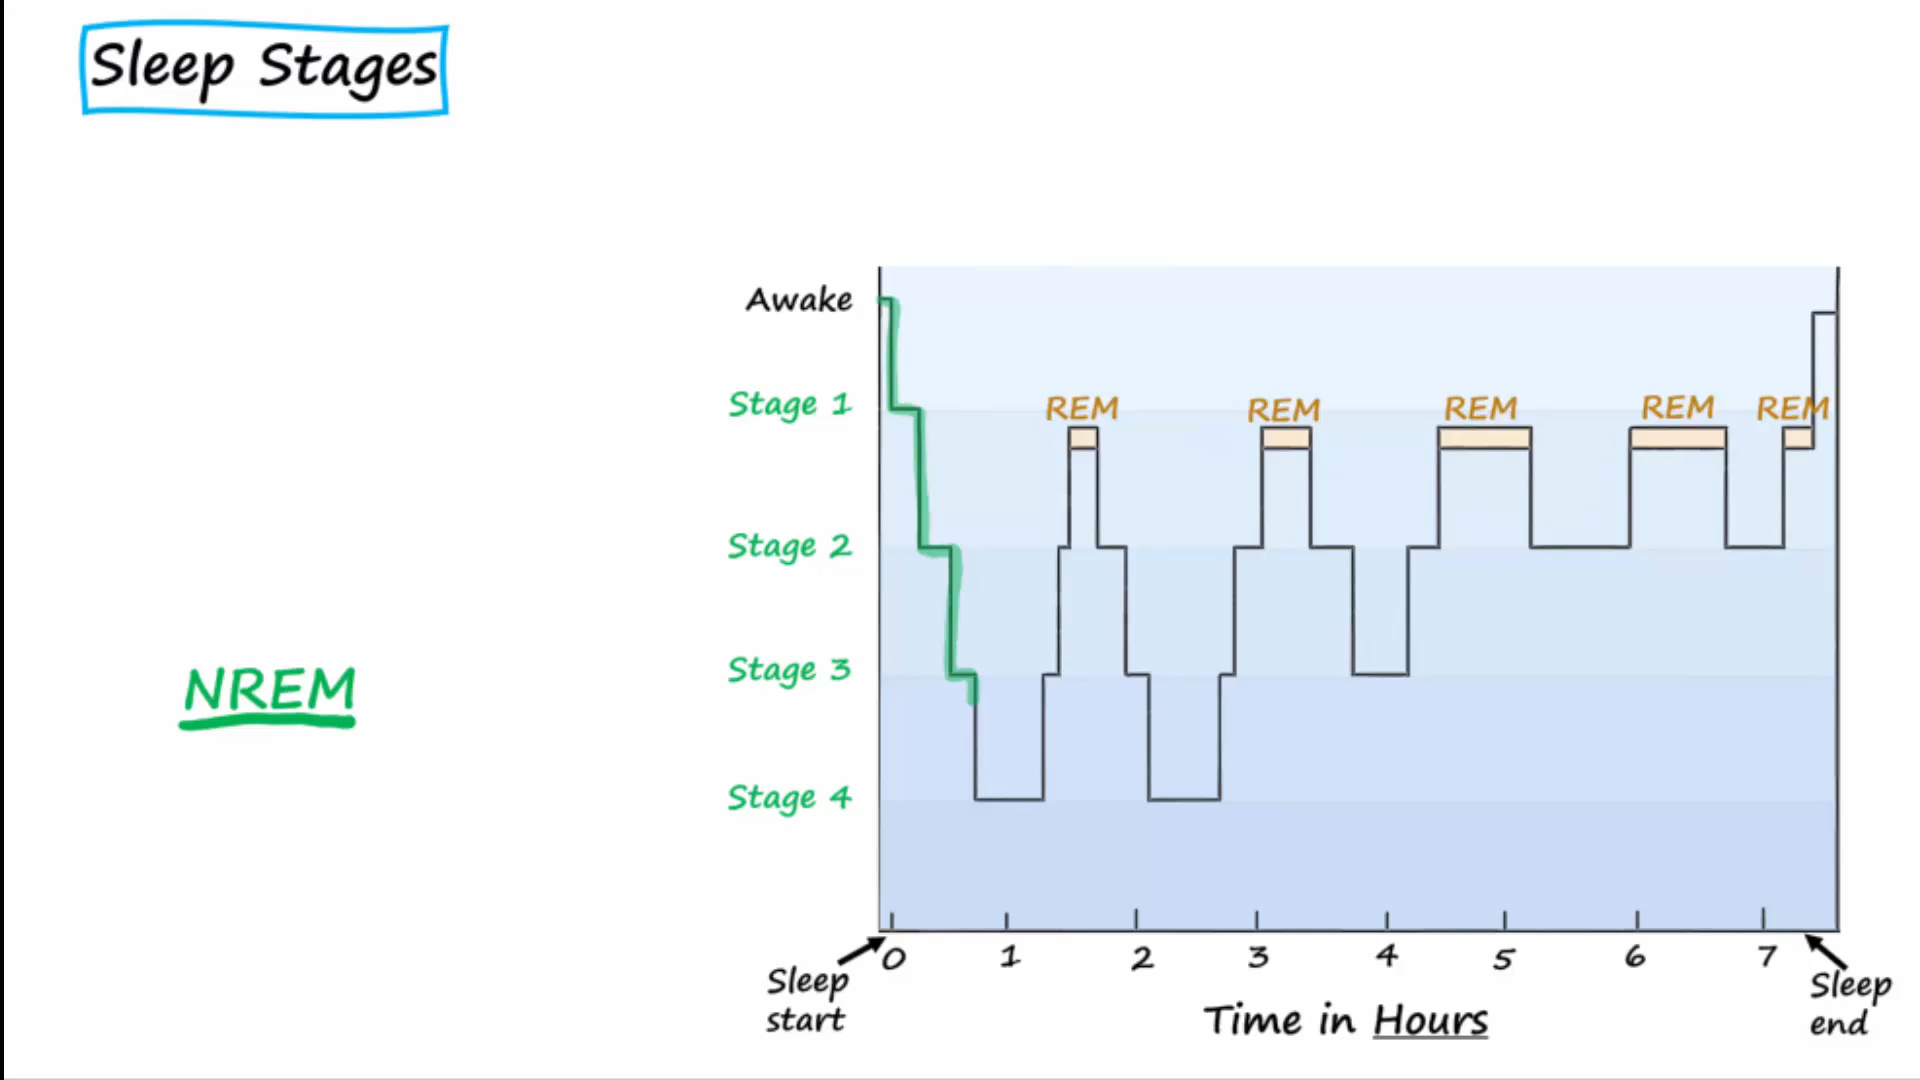 Sleep Stages
Awake
Stage 1
REM REM REM REM REM
Stage 2
Stage 3
NREM
Stage 4
0 1 2 3 4 5 6 7
Sleep
start
Sleep
end
Time in Hours